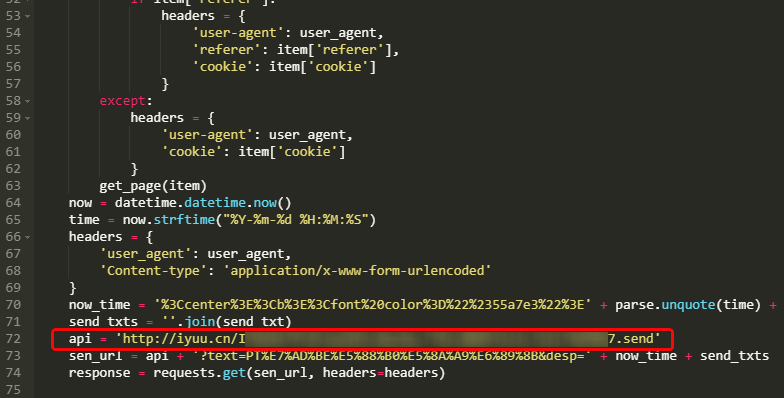 52
if item['referer']:
53 headers = {
54 'user-agent': user_agent,
55 'referer': item['referer'],
56 'cookie': item['cookie']
57 }
58 except:
59 headers = {
60 'user-agent': user_agent,
61 'cookie': item['cookie']
62 }
63 get_page(item)
64 now = datetime.datetime.now()
65 time = now.strftime("%Y-%m-%d %H:%M:%S")
66 headers = {
67 'user_agent': user_agent,
68 'Content-type': 'application/x-www-form-urlencoded'
69 }
70 now_time = '%3Ccenter%3E%3Cb%3E%3Cfont%20color%3D%22%2355a7e3%22%3E' + parse.unquote(time) +
71 send_txts = ''.join(send_txt)
72 api = 'http://iyuu.cn/I 7.send'
73 sen_url = api + '?text=PT%E7%AD%BE%E5%88%B0%E5%8A%A9%E6%89%8B&desp=' + now_time + send_txts
74 response = requests.get(sen_url, headers=headers)
75